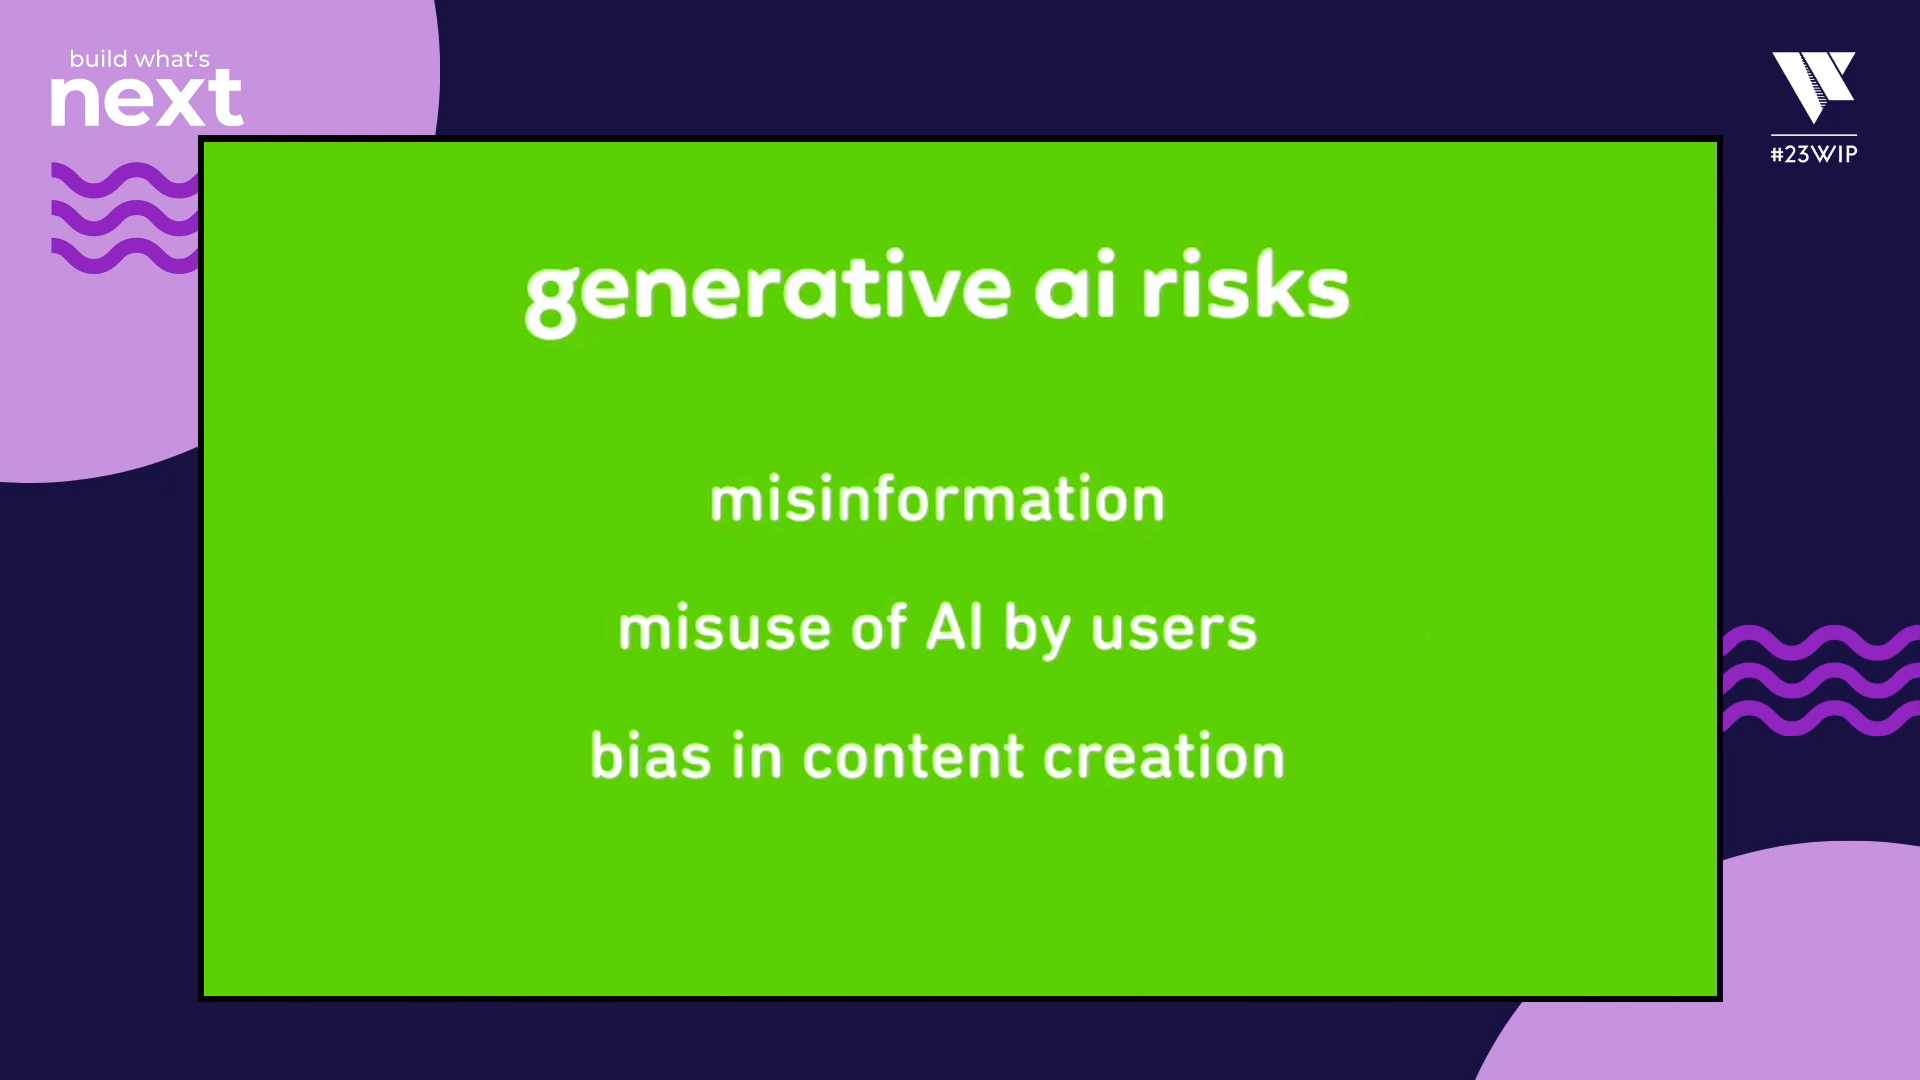 build what's
next
#23WIP
generative ai risks
misinformation
misuse of AI by users
bias in content creation